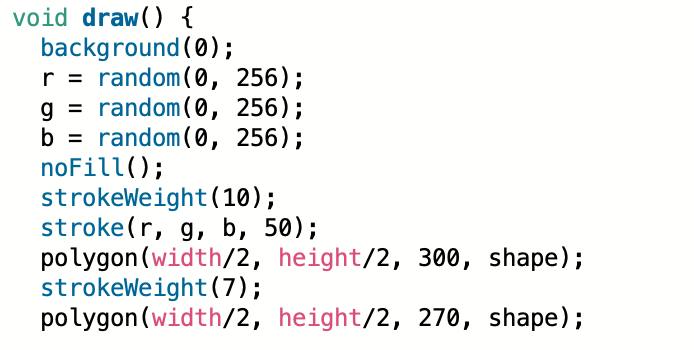 void draw() {
  background(0);
  r = random(0, 256);
  g = random(0, 256);
  b = random(0, 256);
  noFill();
  strokeWeight(10);
  stroke(r, g, b, 50);
  polygon(width/2, height/2, 300, shape);
  strokeWeight(7);
  polygon(width/2, height/2, 270, shape);